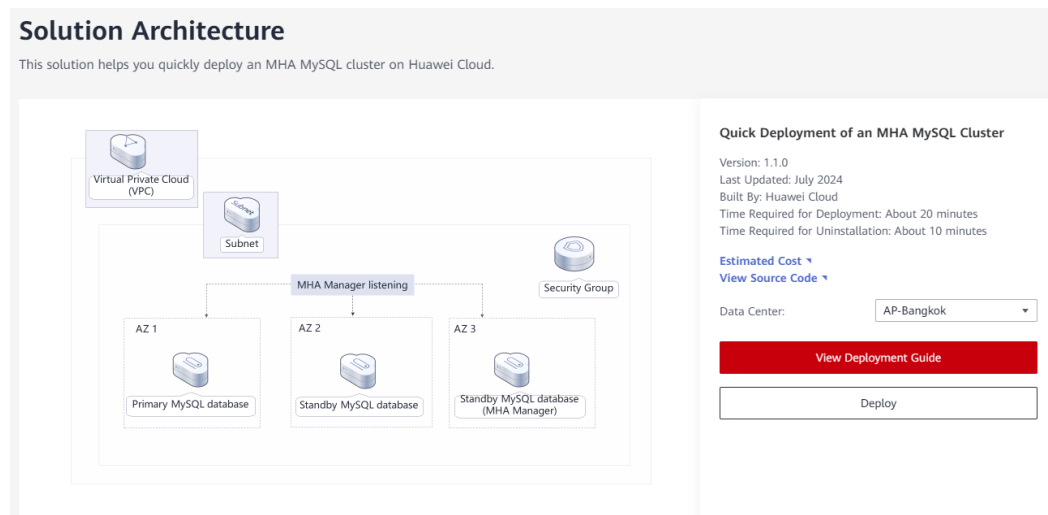 Solution Architecture
This solution helps you quickly deploy an MHA MySQL cluster on Huawei Cloud.
Virtual Private Cloud
(VPC)
Subnet
Subnet
Security Group
MHA Manager listening
AZ 1
Primary MySQL database
AZ 2
Standby MySQL database
AZ 3
Standby MySQL database
(MHA Manager)
Quick Deployment of an MHA MySQL Cluster
Version: 1.1.0
Last Updated: July 2024
Built By: Huawei Cloud
Time Required for Deployment: About 20 minutes
Time Required for Uninstallation: About 10 minutes
Estimated Cost
View Source Code
Data Center:
AP-Bangkok
View Deployment Guide
Deploy